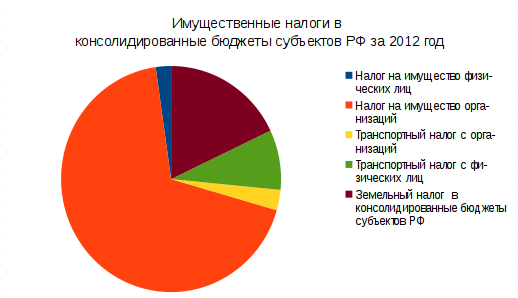 Имущественные налоги в
консолидированные бюджеты субъектов РФ за 2012 год
Налог на имущество физи-
ческих лиц
Налог на имущество орга-
низаций
Транспортный налог с орга-
низаций
Транспортный налог с фи-
зических лиц
Земельный налог в
консолидированные бюджеты
субъектов РФ